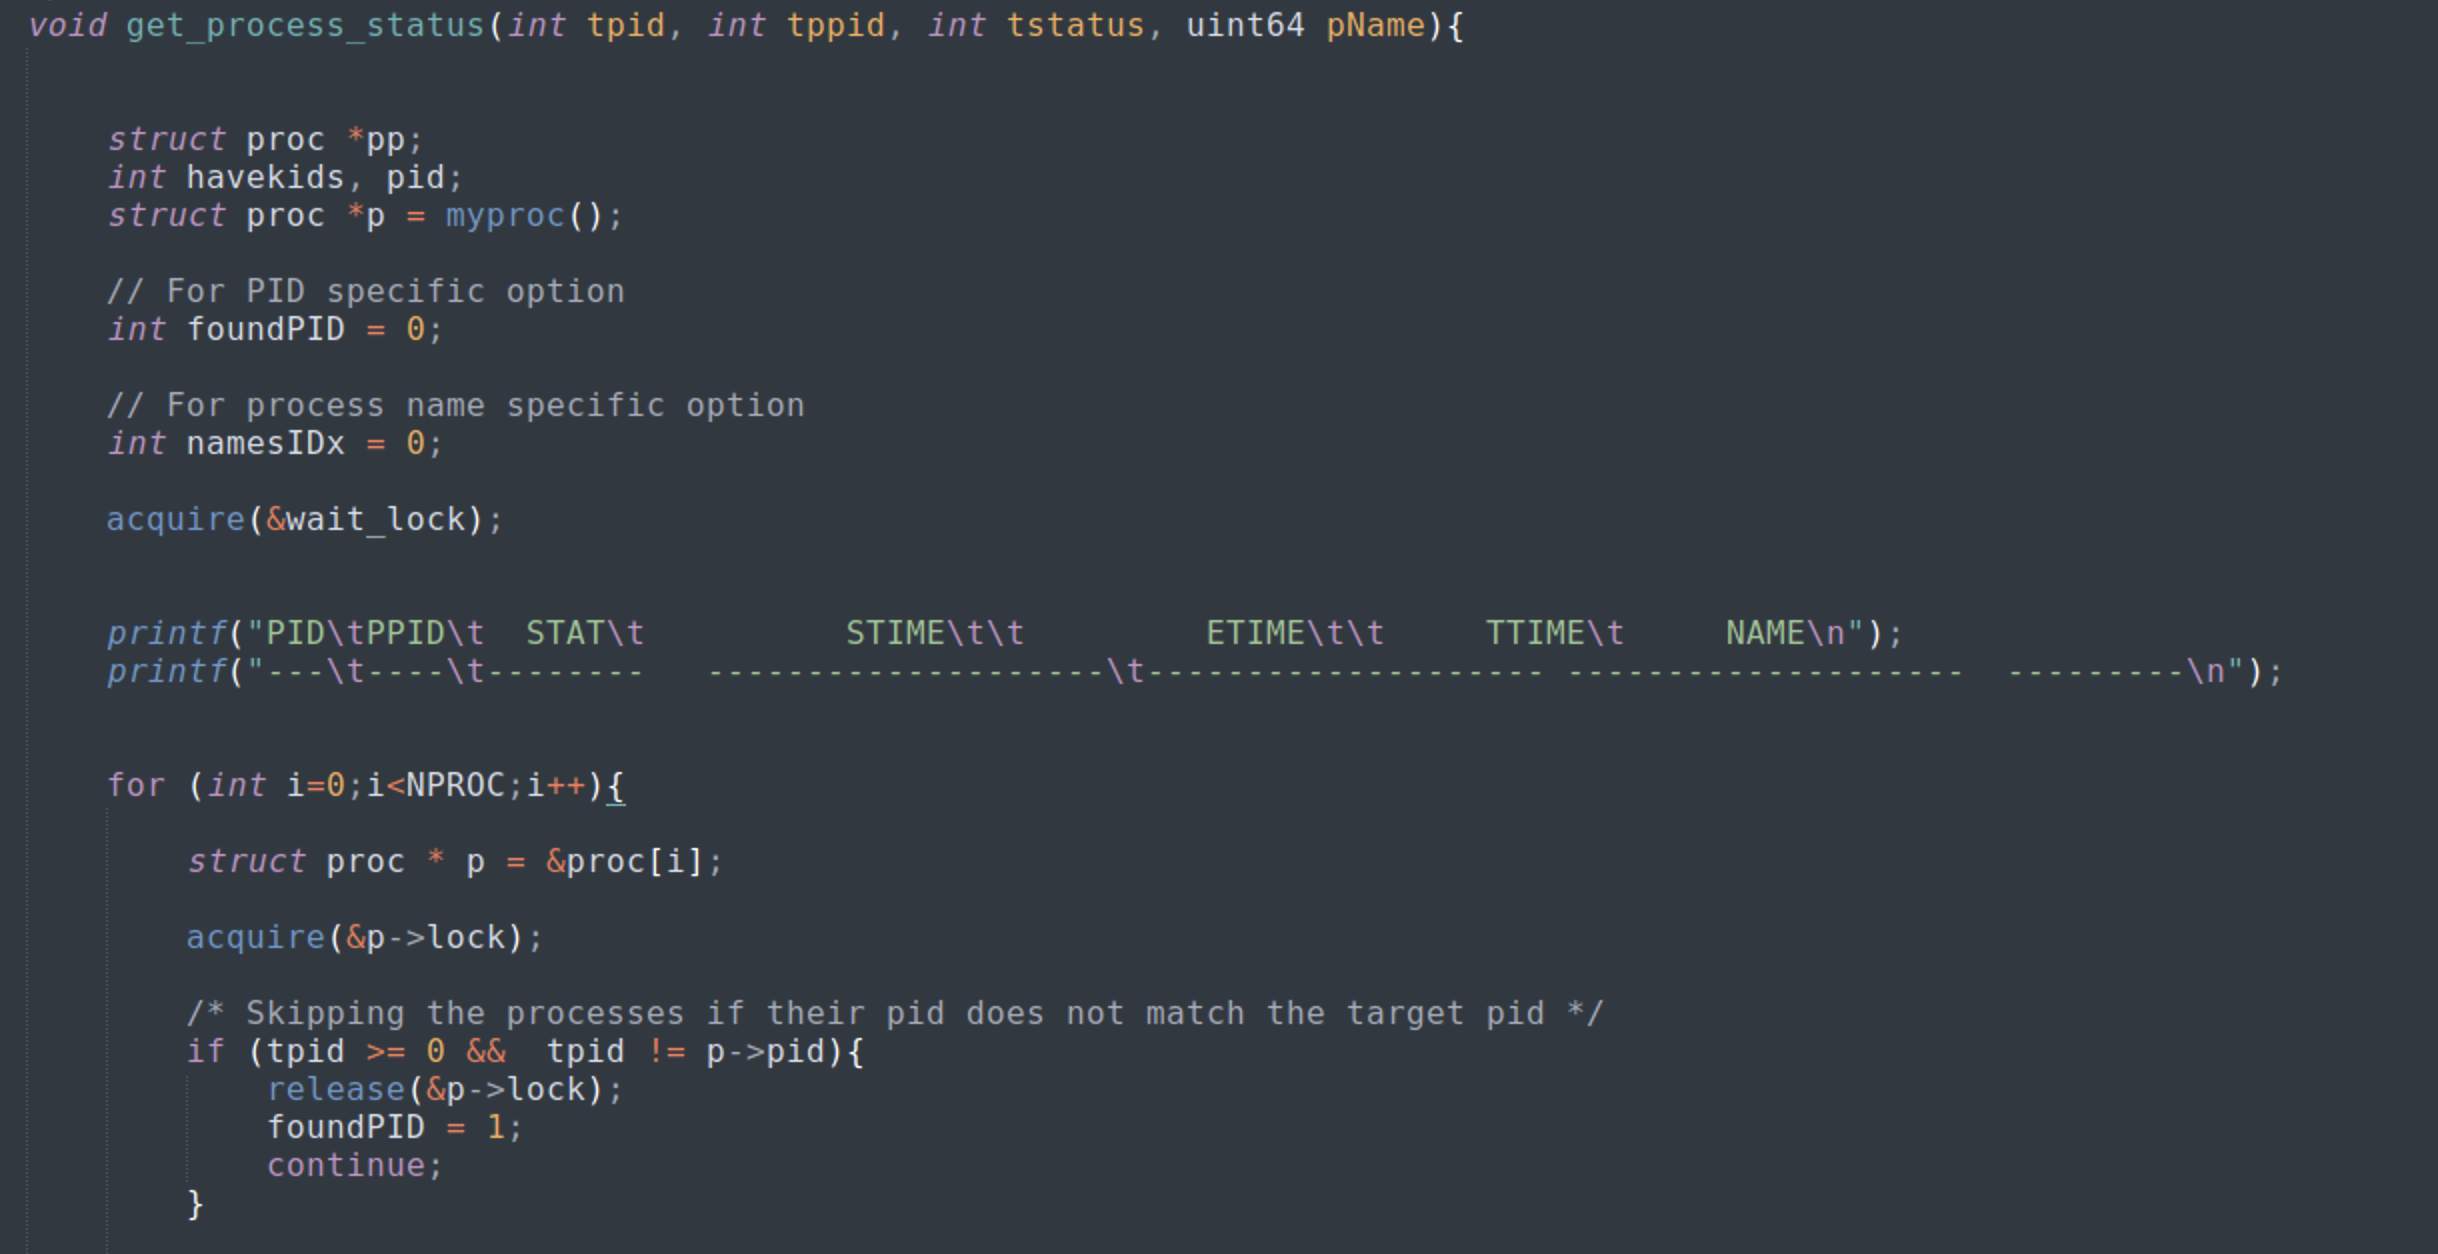 void get_process_status(int tpid, int tppid, int tstatus, uint64 pName){
struct proc *pp;
int havekids, pid;
struct proc *p = myproc();
// For PID specific option
int foundPID = 0;
// For process name specific option
int namesIDx = 0;
acquire(&wait_lock);
printf("PID\tPPID\t  STAT\t          STIME\t\t         ETIME\t\t     TTIME\t     NAME\n");
printf("---\t----\t--------   --------------------\t-------------------- --------------------  ---------\n");
for (int i=0;i<NPROC;i++){
struct proc * p = &proc[i];
acquire(&p->lock);
/* Skipping the processes if their pid does not match the target pid */
if (tpid >= 0 &&  tpid != p->pid){
release(&p->lock);
foundPID = 1;
continue;
}